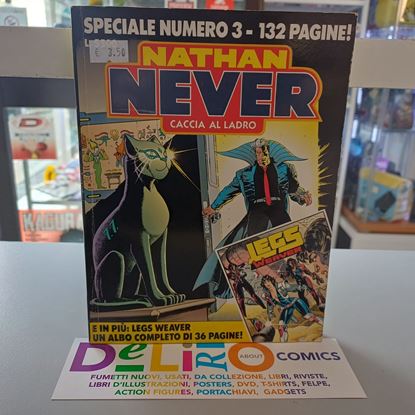 SPECIALE NUMERO 3 - 132 PAGINE!
€ 3,50
NATHAN
NEVER
CACCIA AL LADRO
LEGS
WEAVER
E IN PIÙ: LEGS WEAVER
UN ALBO COMPLETO DI 36 PAGINE!
DeLiRIO ABOUT COMICS
FUMETTI NUOVI, USATI, DA COLLEZIONE, LIBRI, RIVISTE,
LIBRI D'ILLUSTRAZIONI, POSTERS, DVD, T-SHIRTS, FELPE,
ACTION FIGURES, PORTACHIAVI, GADGETS